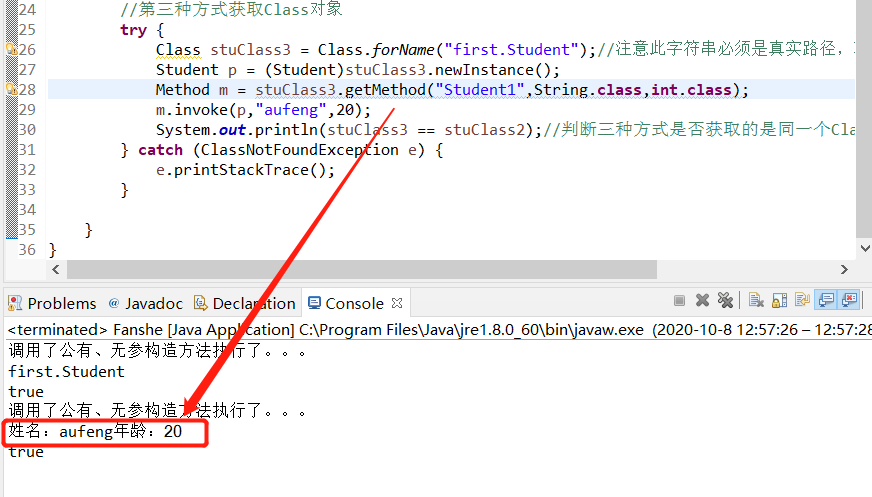 24 //第三种方式获取Class对象
25 try {
26 Class stuClass3 = Class.forName("first.Student");//注意此字符串必须是真实路径，
27 Student p = (Student)stuClass3.newInstance();
28 Method m = stuClass3.getMethod("Student1",String.class,int.class);
29 m.invoke(p,"aufeng",20);
30 System.out.println(stuClass3 == stuClass2);//判断三种方式是否获取的是同一个Cla
31 } catch (ClassNotFoundException e) {
32 e.printStackTrace();
33 }
34
35 }
36 }
Problems @ Javadoc Declaration Console
<terminated> Fanshe [Java Application] C:\Program Files\Java\jre1.8.0_60\bin\javaw.exe (2020-10-8 12:57:26 – 12:57:28
调用了公有、无参构造方法执行了。。。
first.Student
true
调用了公有、无参构造方法执行了。。。
姓名：aufeng年龄：20
true